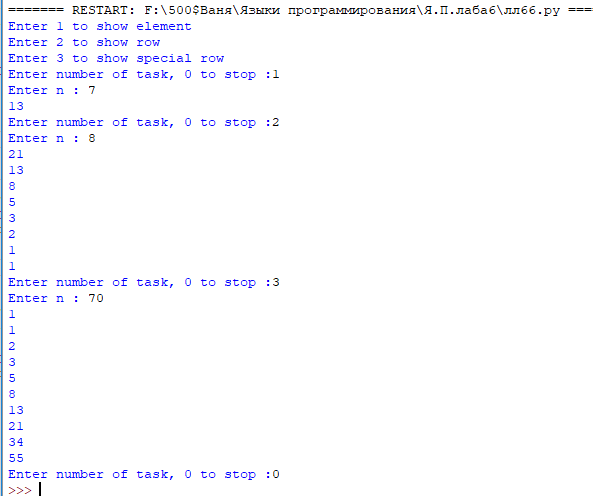 ======= RESTART: F:\500$Ваня\Языки программирования\Я.П.лаба6\лл66.py ===
Enter 1 to show element
Enter 2 to show row
Enter 3 to show special row
Enter number of task, 0 to stop :1
Enter n : 7
13
Enter number of task, 0 to stop :2
Enter n : 8
21
13
8
5
3
2
1
1
Enter number of task, 0 to stop :3
Enter n : 70
1
1
2
3
5
8
13
21
34
55
Enter number of task, 0 to stop :0
>>>